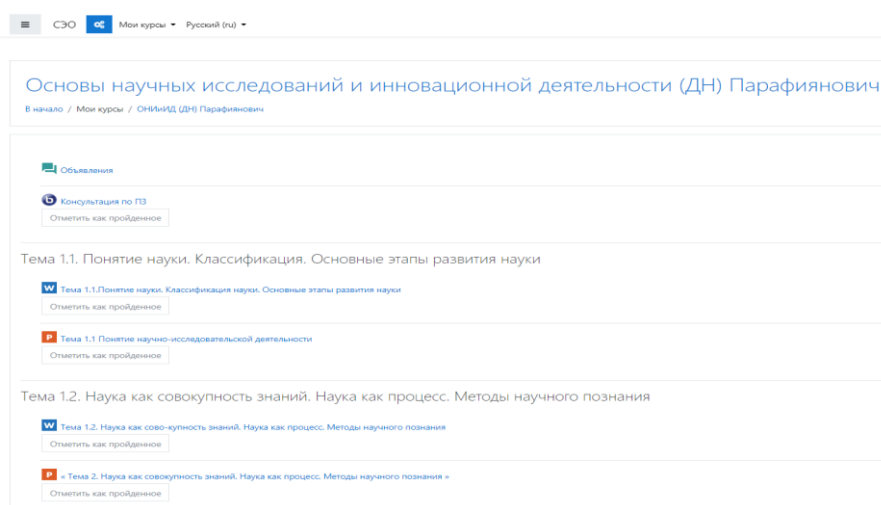 СЭО Мои курсы Русский (ru)
Основы научных исследований и инновационной деятельности (ДН) Парафиянович
В начало / Мои курсы / ОНИиИД (ДН) Парафиянович
Объявления
Консультация по ПЗ
Отметить как пройденное
Тема 1.1. Понятие науки. Классификация. Основные этапы развития науки
Тема 1.1.Понятие науки. Классификация науки. Основные этапы развития науки
Отметить как пройденное
Тема 1.1 Понятие научно-исследовательской деятельности
Отметить как пройденное
Тема 1.2. Наука как совокупность знаний. Наука как процесс. Методы научного познания
Тема 1.2. Наука как сово-купность знаний. Наука как процесс. Методы научного познания
Отметить как пройденное
« Тема 2. Наука как совокупность знаний. Наука как процесс. Методы научного познания »
Отметить как пройденное